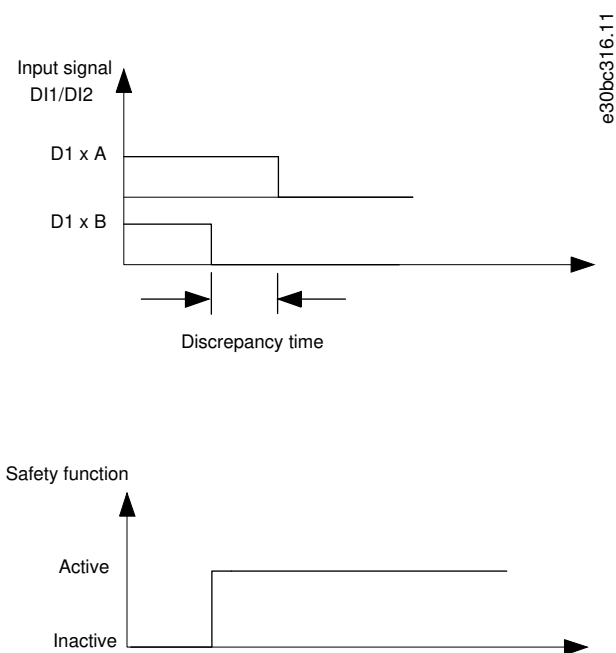 e30bc316.11
Input signal
DI1/DI2
D1 x A
D1 x B
Discrepancy time
Safety function
Active
Inactive